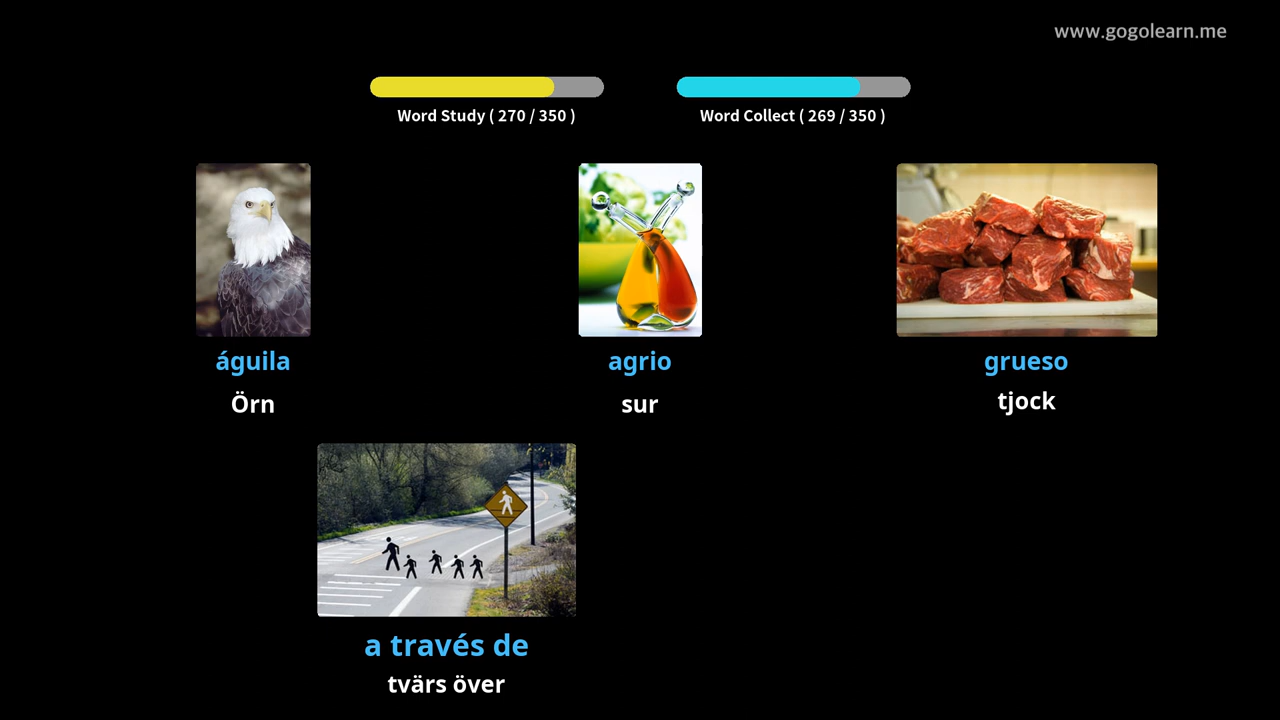 www.gogolearn.me
Word Study ( 270 / 350 )
Word Collect ( 269 / 350 )
águila
agrio
grueso
Örn
sur
tjock
a través de
tvärs över